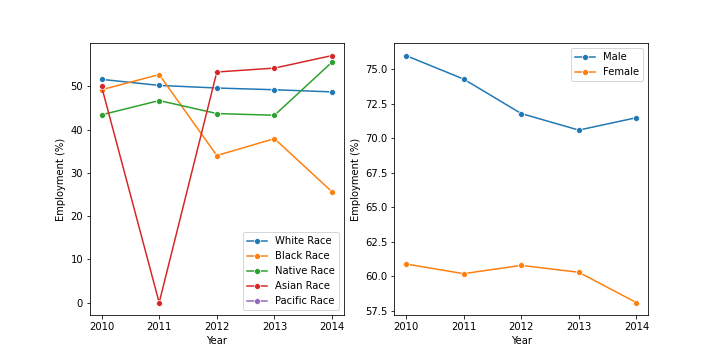 Employment (%)
50
40
30
20
10
0
2010 2011 2012 2013 2014
Year
White Race
Black Race
Native Race
Asian Race
Pacific Race
Employment (%)
75.0
72.5
70.0
67.5
65.0
62.5
60.0
57.5
2010 2011 2012 2013 2014
Year
Male
Female